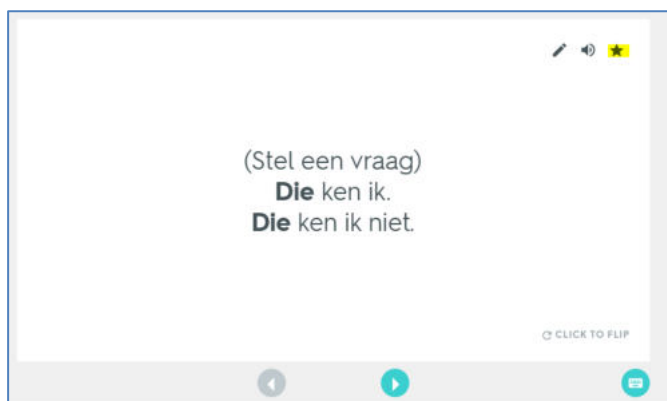 (Stel een vraag)
Die ken ik.
Die ken ik niet.
CLICK TO FLIP